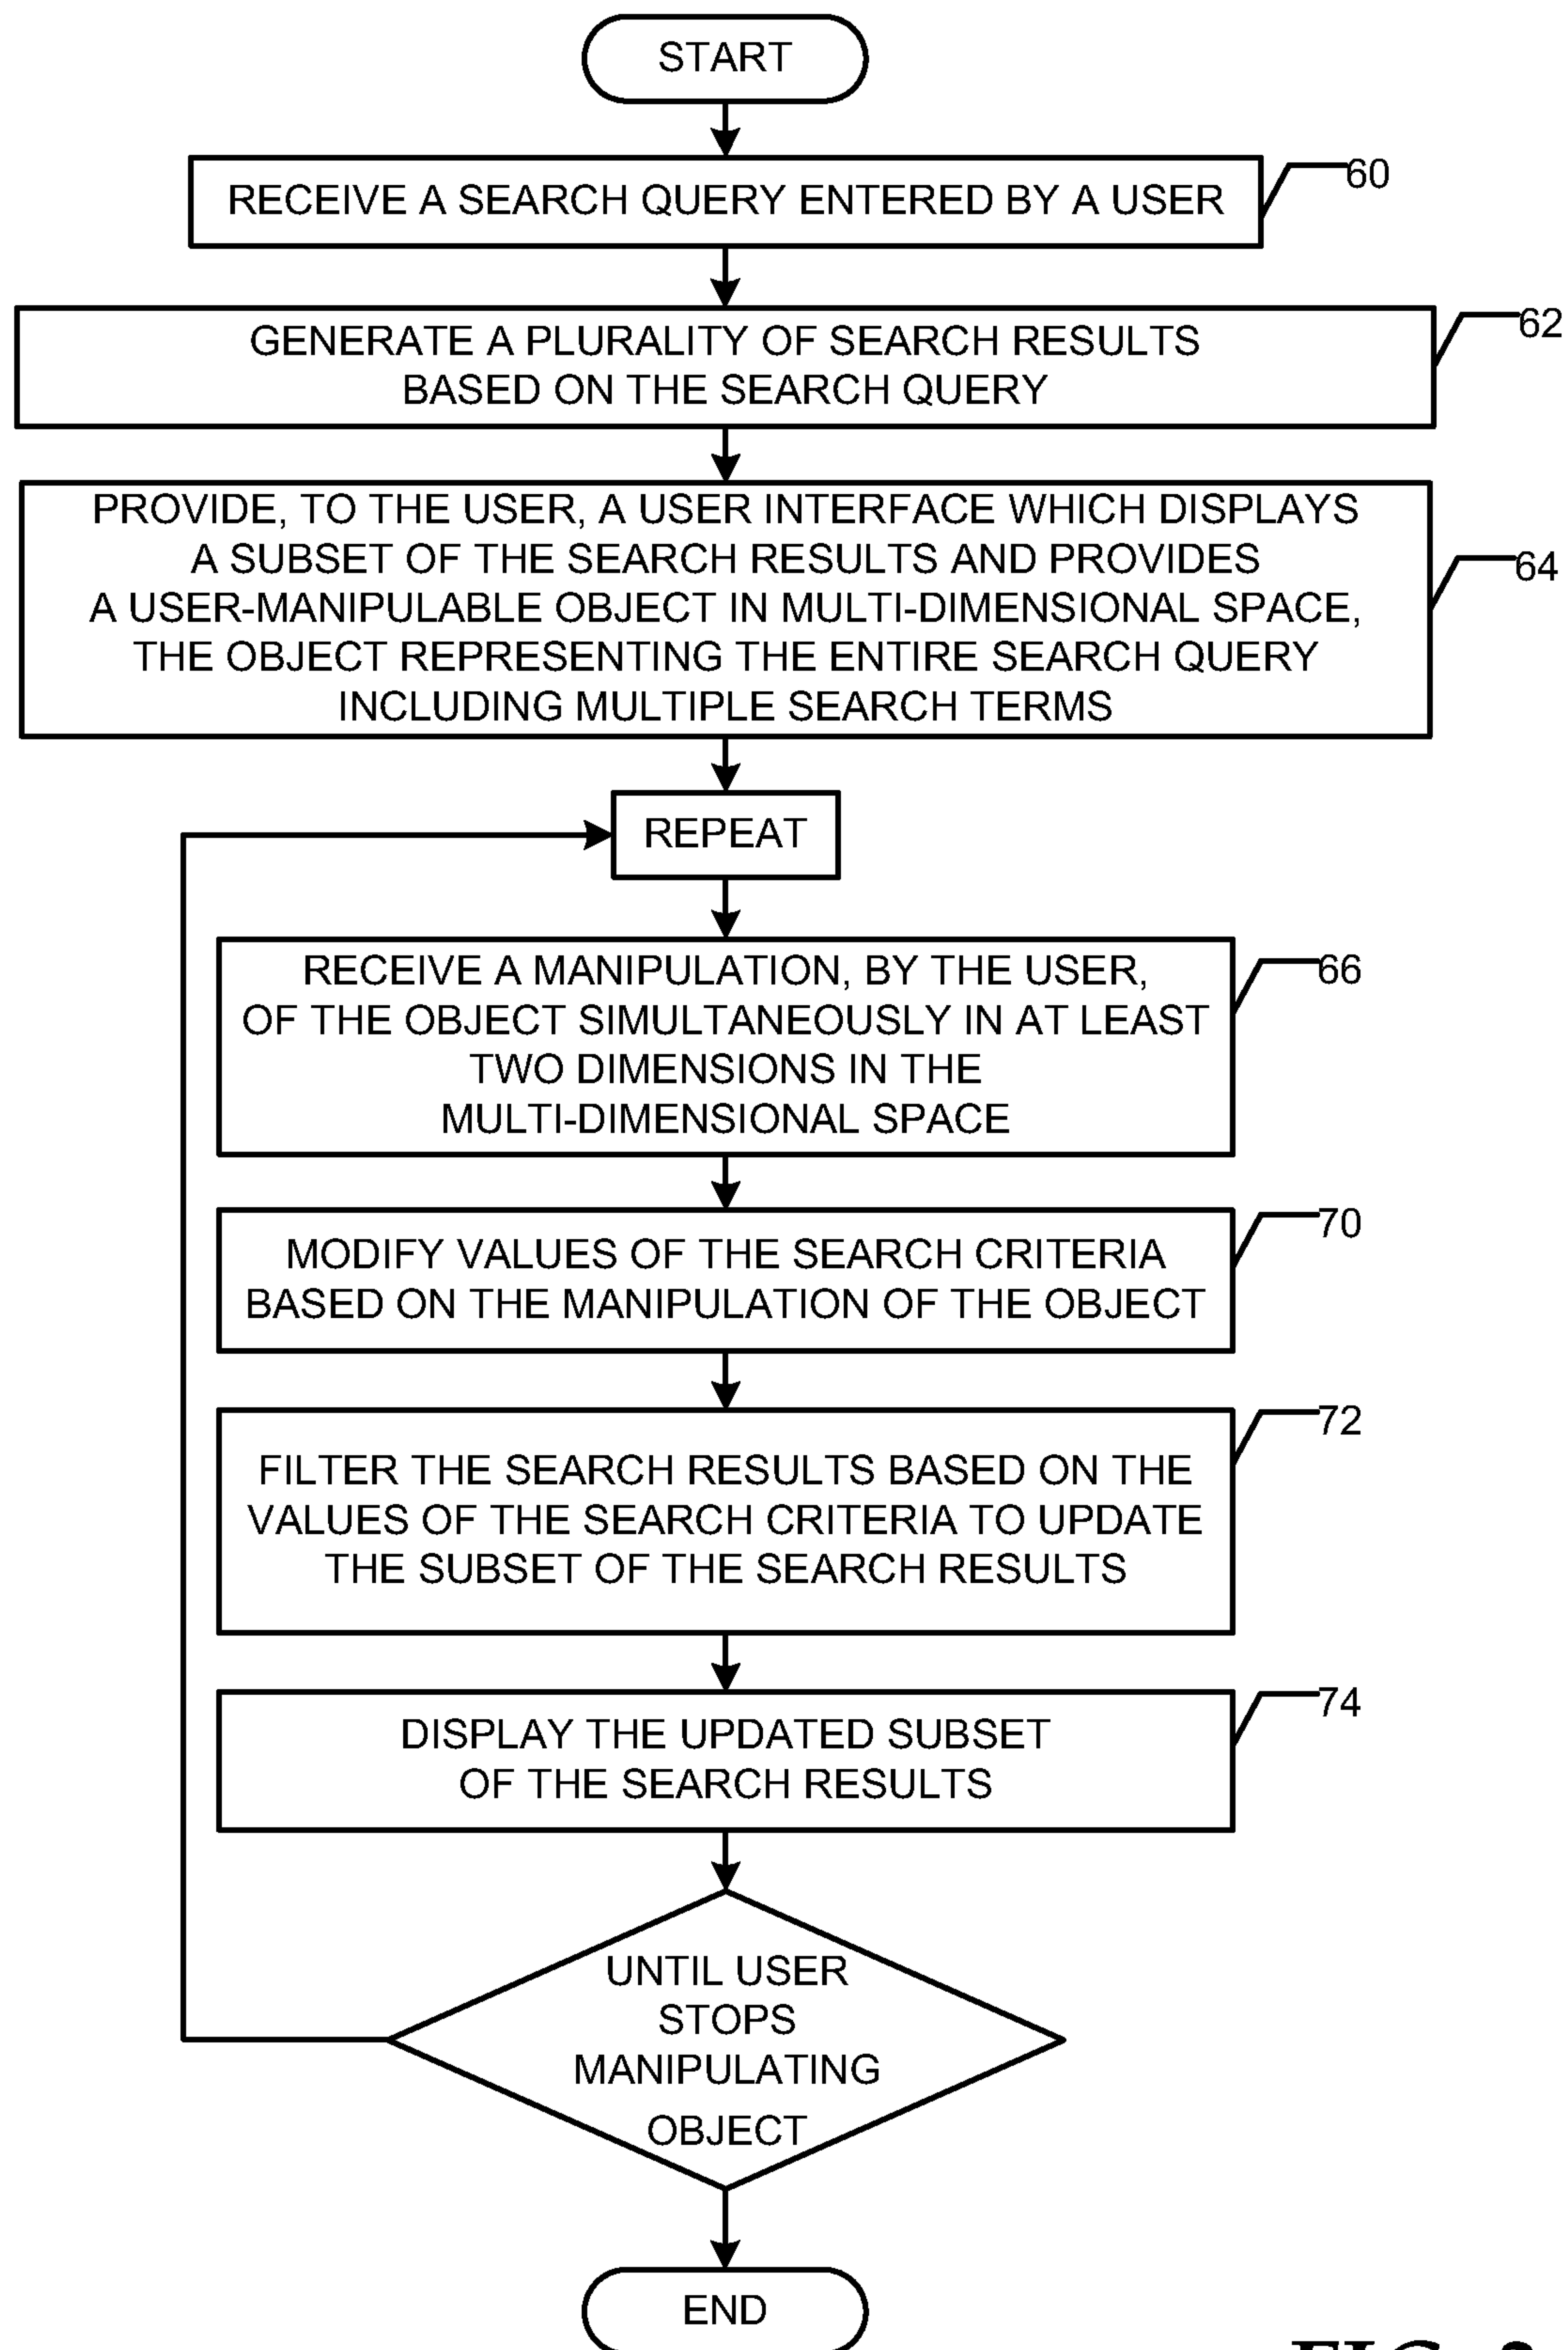 START
RECEIVE A SEARCH QUERY ENTERED BY A USER
60
GENERATE A PLURALITY OF SEARCH RESULTS
BASED ON THE SEARCH QUERY
62
PROVIDE, TO THE USER, A USER INTERFACE WHICH DISPLAYS
A SUBSET OF THE SEARCH RESULTS AND PROVIDES
A USER-MANIPULABLE OBJECT IN MULTI-DIMENSIONAL SPACE,
THE OBJECT REPRESENTING THE ENTIRE SEARCH QUERY
INCLUDING MULTIPLE SEARCH TERMS
64
REPEAT
RECEIVE A MANIPULATION, BY THE USER,
OF THE OBJECT SIMULTANEOUSLY IN AT LEAST
TWO DIMENSIONS IN THE
MULTI-DIMENSIONAL SPACE
66
MODIFY VALUES OF THE SEARCH CRITERIA
BASED ON THE MANIPULATION OF THE OBJECT
70
FILTER THE SEARCH RESULTS BASED ON THE
VALUES OF THE SEARCH CRITERIA TO UPDATE
THE SUBSET OF THE SEARCH RESULTS
72
DISPLAY THE UPDATED SUBSET
OF THE SEARCH RESULTS
74
UNTIL USER
STOPS
MANIPULATING
OBJECT
END